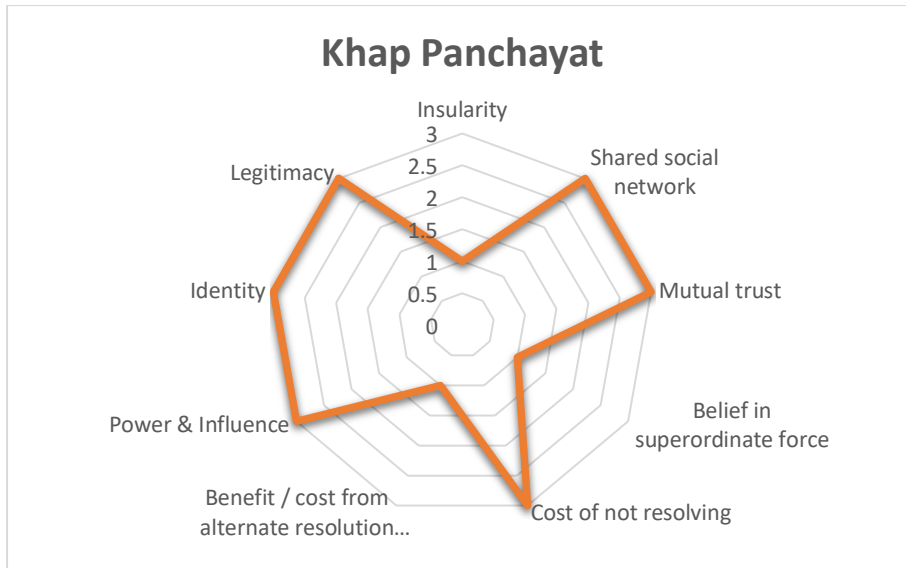 Khap Panchayat
Insularity
3
2.5
2
1.5
1
0.5
0
Shared social
network
Mutual trust
Belief in
superordinate force
Cost of not resolving
Benefit / cost from
alternate resolution...
Power & Influence
Identity
Legitimacy